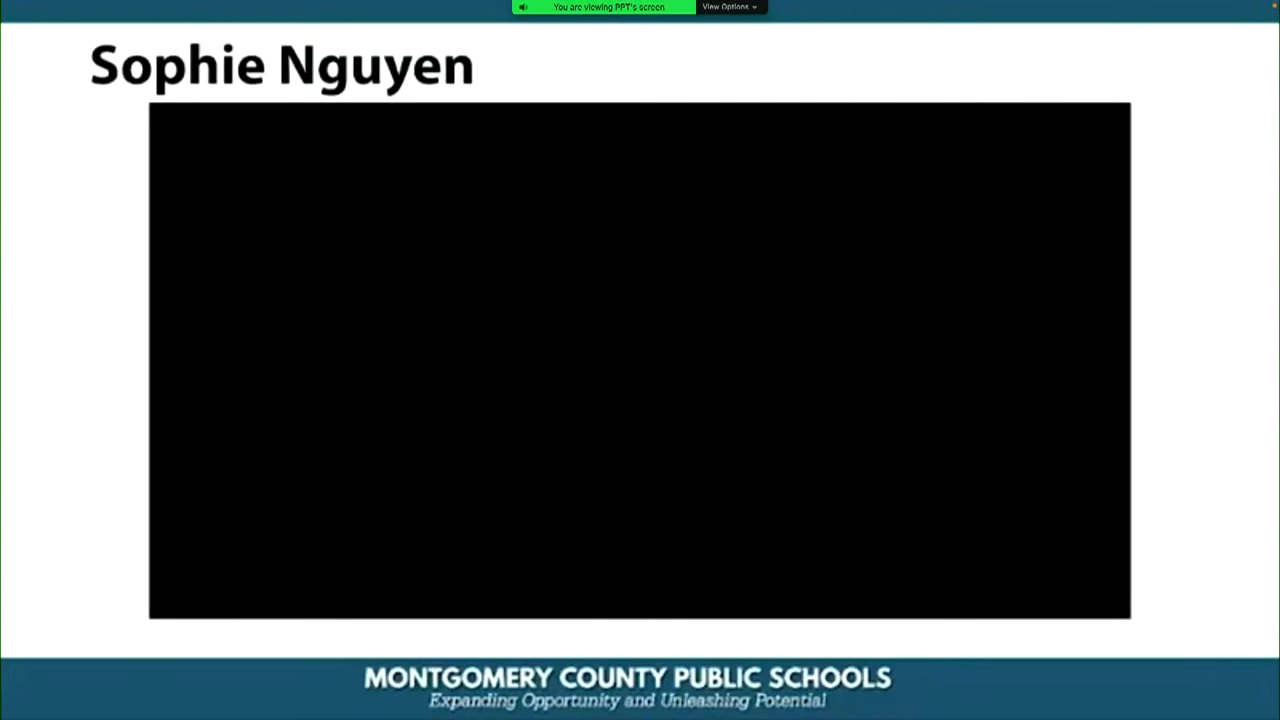 You are viewing PPT's screen View Options
Sophie Nguyen
MONTGOMERY COUNTY PUBLIC SCHOOLS
Expanding Opportunity and Unleashing Potential